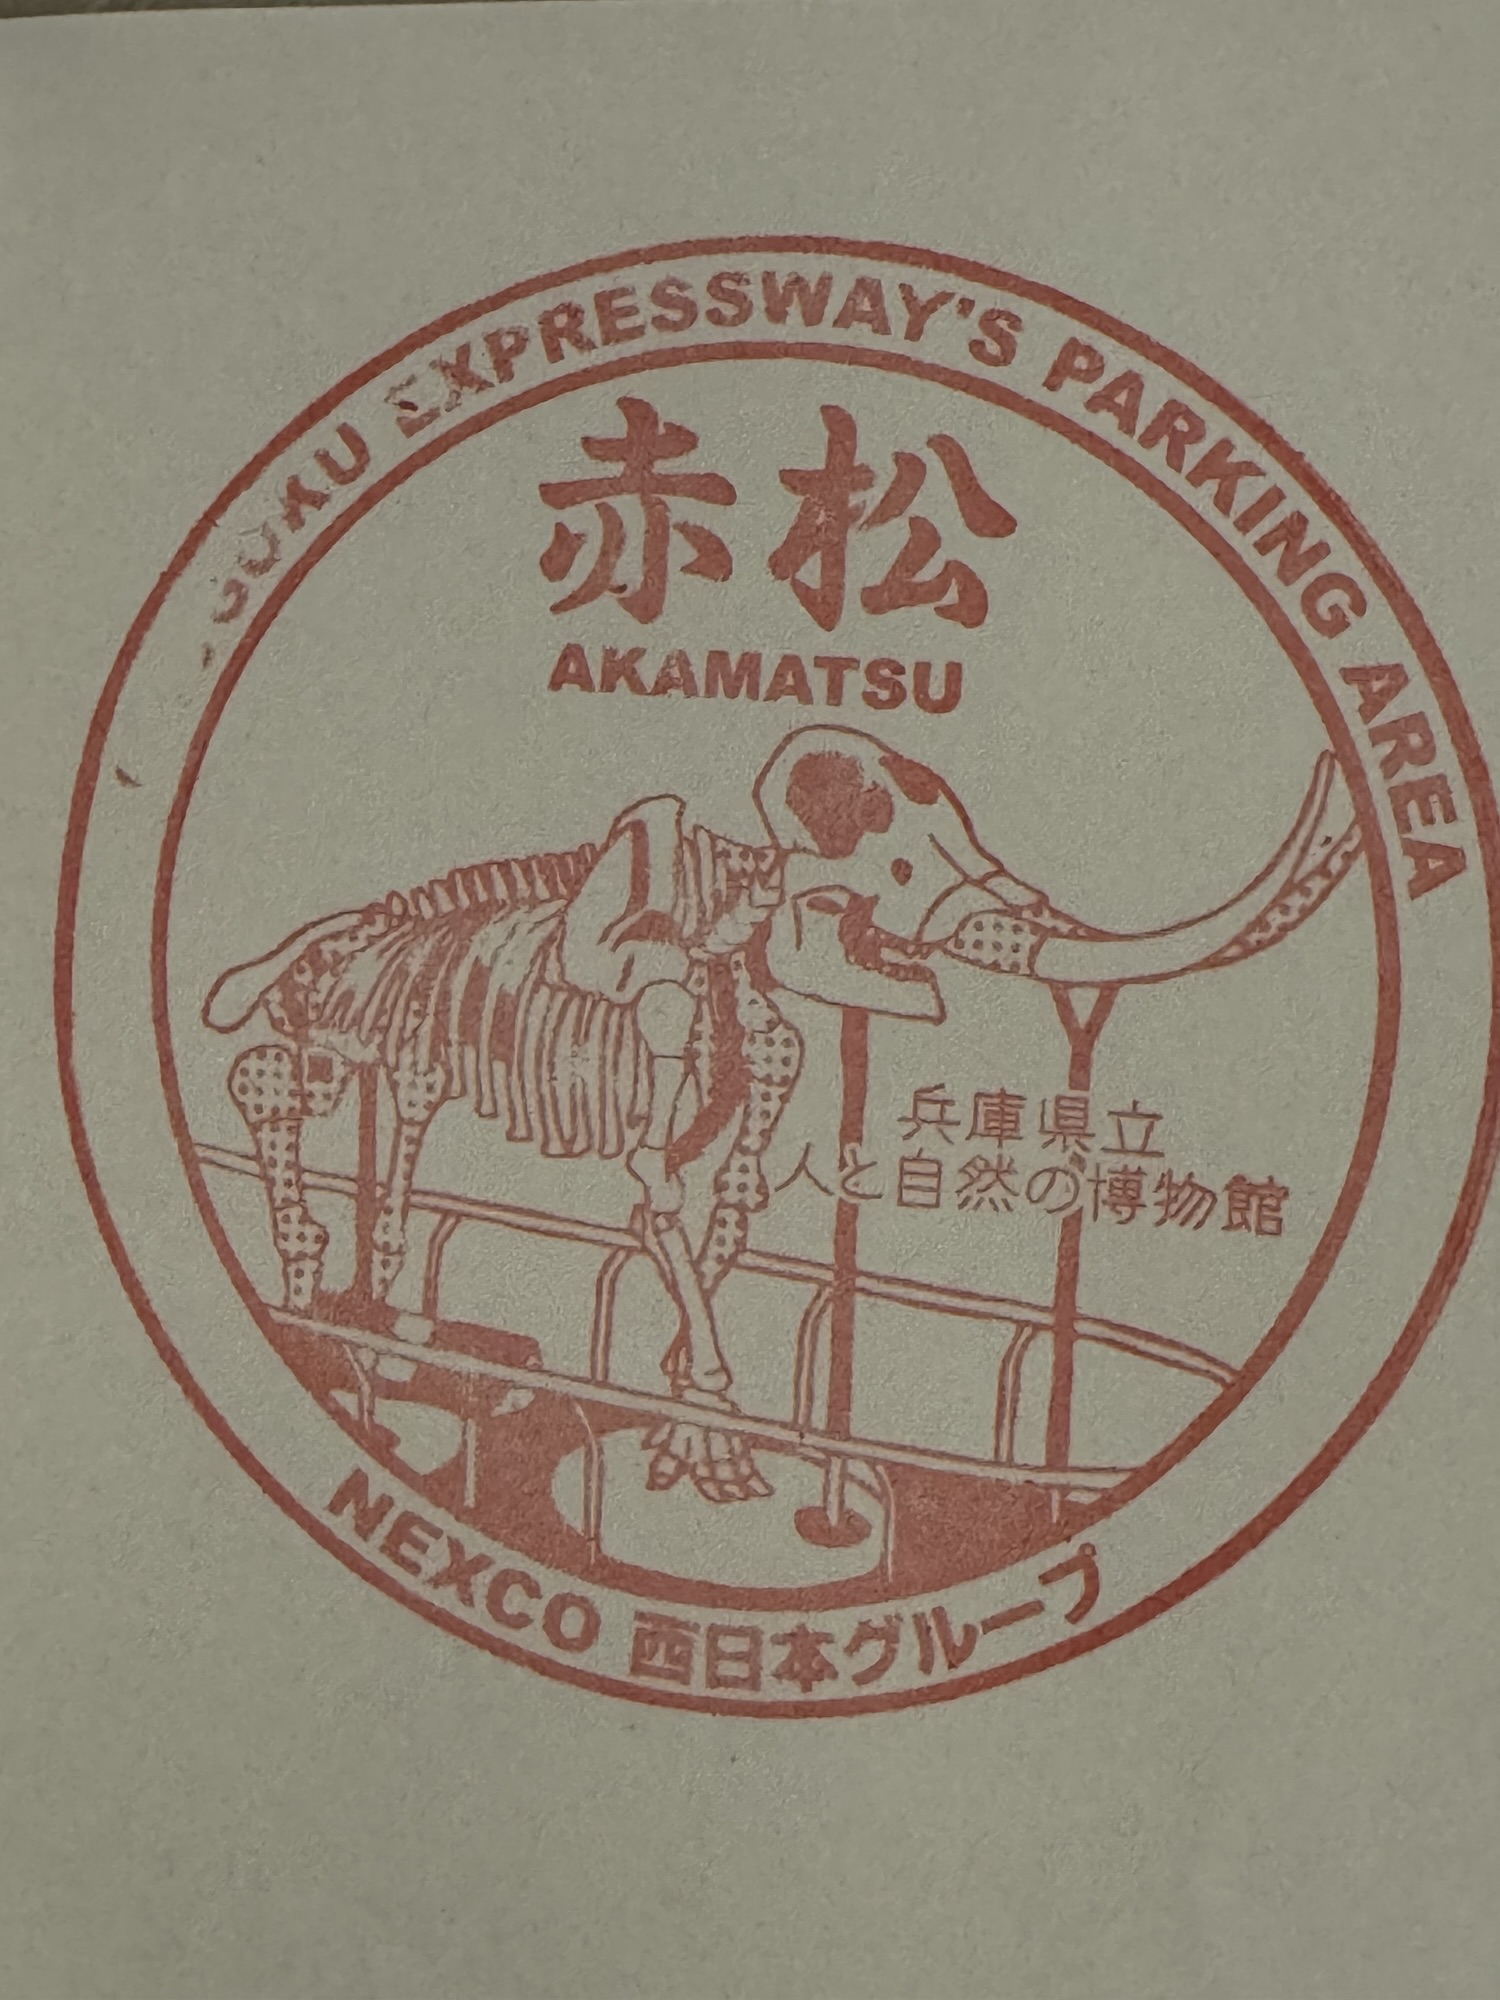 EXPRESSWAY'S PARKING AREA
赤松
AKAMATSU
兵庫県立
人と自然の博物館
NEXCO 西日本グループ